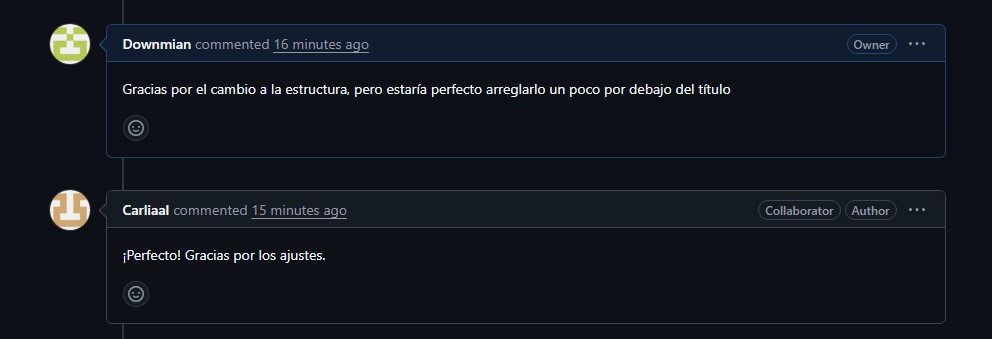 Downmian commented 16 minutes ago Owner
Gracias por el cambio a la estructura, pero estaría perfecto arreglarlo un poco por debajo del título
Carliaal commented 15 minutes ago Collaborator Author
¡Perfecto! Gracias por los ajustes.